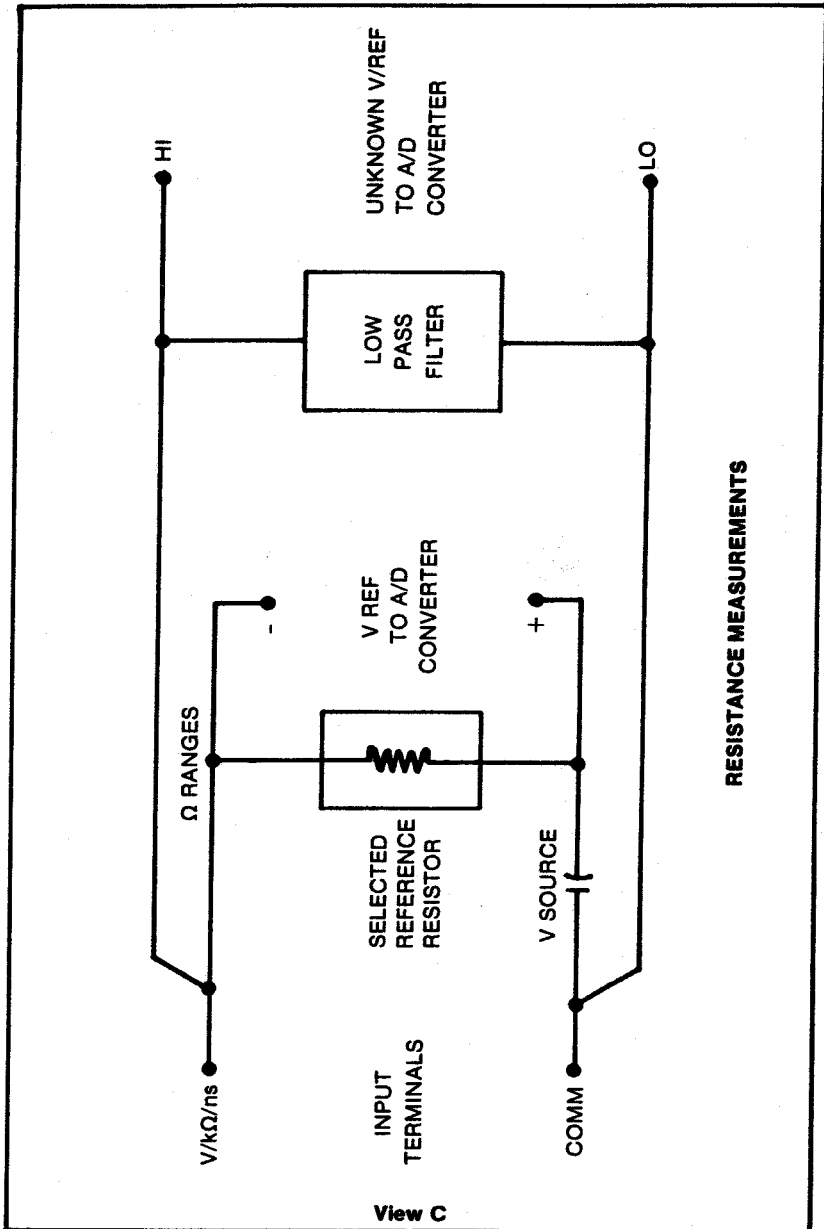 V/kΩ/ns
INPUT
TERMINALS
COMM
Ω RANGES
SELECTED
REFERENCE
RESISTOR
V SOURCE
-
V REF
TO A/D
CONVERTER
+
LOW
PASS
FILTER
HI
UNKNOWN V/REF
TO A/D
CONVERTER
LO
RESISTANCE MEASUREMENTS
View C